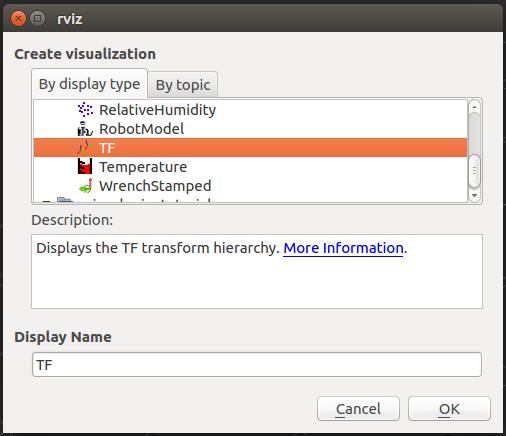 rviz
Create visualization
By display type
By topic
RelativeHumidity
RobotModel
TF
Temperature
WrenchStamped
Description:
Displays the TF transform hierarchy. More Information.
Display Name
TF
Cancel
OK